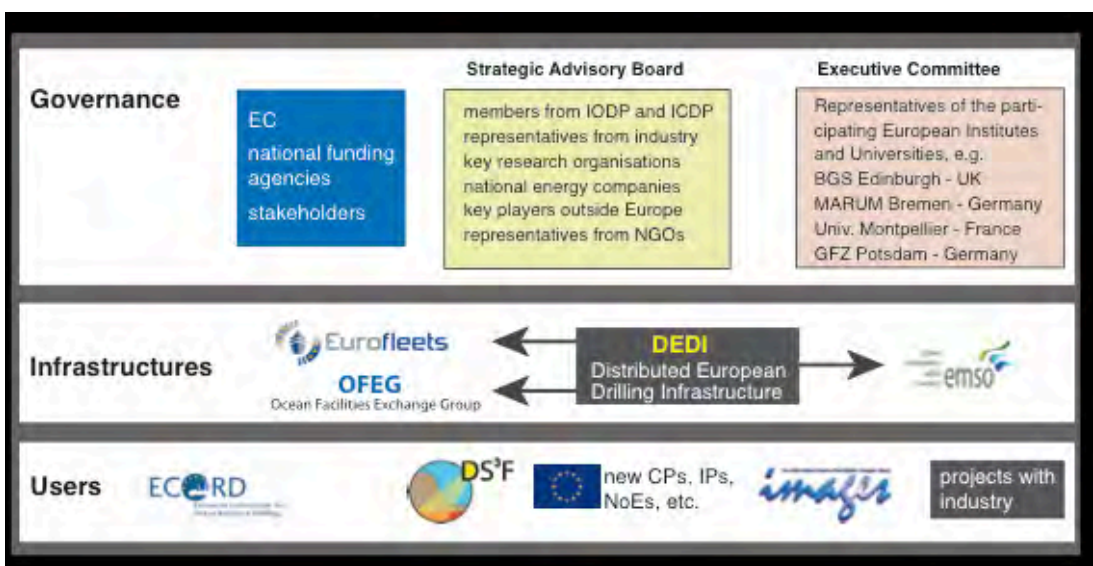 Governance
EC
national funding
agencies
stakeholders
Strategic Advisory Board
members from IODP and ICDP
representatives from industry
key research organisations
national energy companies
key players outside Europe
representatives from NGOs
Executive Committee
Representatives of the parti-
cipating European Institutes
and Universities, e.g.
BGS Edinburgh - UK
MARUM Bremen - Germany
Univ. Montpellier - France
GFZ Potsdam - Germany
Infrastructures
Eurofleets
OFEG
Ocean Facilities Exchange Group
DEDI
Distributed European
Drilling Infrastructure
emso
Users
ECORD
DS³F
new CPs, IPs,
NoEs, etc.
images
projects with
industry